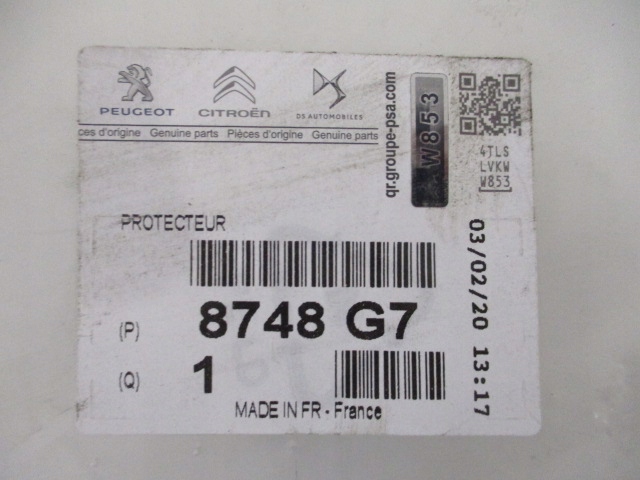 PEUGEOT CITROËN DS AUTOMOBILES
ces d'origine Genuine parts Pièces d'origine Genuine parts
qr.groupe-psa.com
W853
4TLS
LVKW
W853
PROTECTEUR
(P) 8748 G7
(Q) 1
MADE IN FR - France
03/02/20 13:17